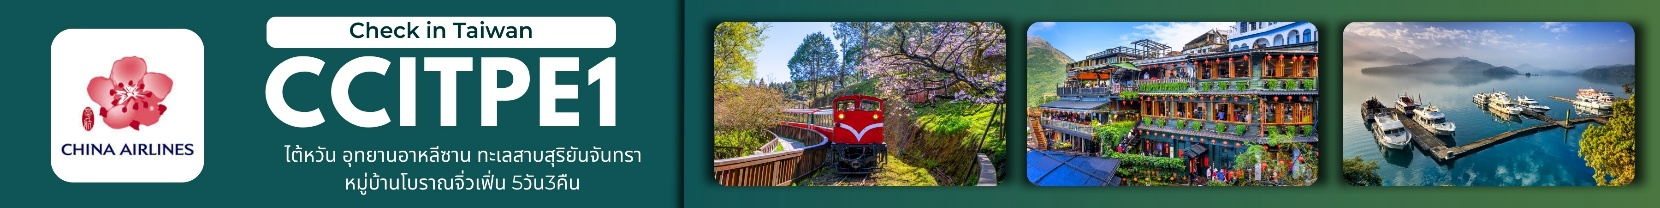 CHINA AIRLINES
Check in Taiwan
CCITPE1
ไต้หวัน อุทยานอาหลีซาน ทะเลสาบสุริยันจันทรา
หมู่บ้านโบราณจิ่วเฟิ่น 5วัน3คืน